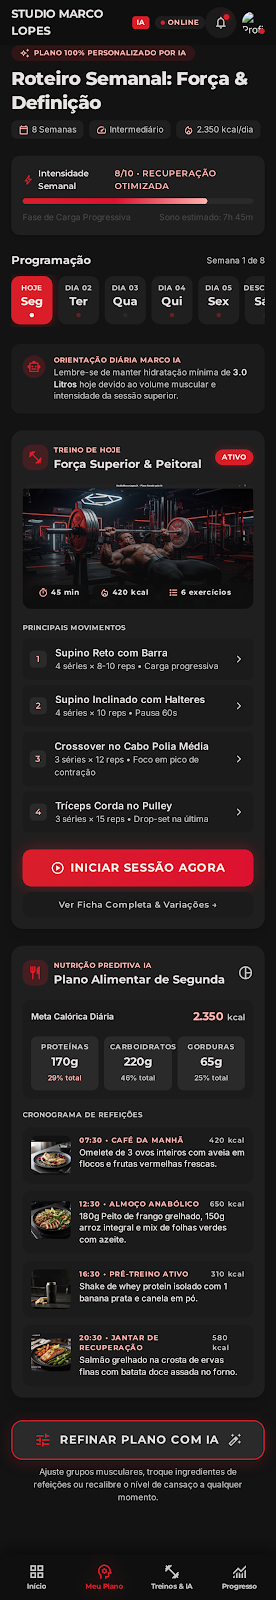 STUDIO MARCO
LOPES
IA
ONLINE
PLANO 100% PERSONALIZADO POR IA
Roteiro Semanal: Força &
Definição
8 Semanas
Intermediário
2.350 kcal/dia
Intensidade
Semanal
8/10 • RECUPERAÇÃO
OTIMIZADA
Fase de Carga Progressiva
Sono estimado: 7h 45m
Programação
Semana 1 de 8
HOJE
Seg
DIA 02
Ter
DIA 03
Qua
DIA 04
Qui
DIA 05
Sex
DESC
Sá
ORIENTAÇÃO DIÁRIA MARCO IA
Lembre-se de manter hidratação mínima de 3.0
Litros hoje devido ao volume muscular e
intensidade da sessão superior.
TREINO DE HOJE
Força Superior & Peitoral
ATIVO
45 min
420 kcal
6 exercícios
PRINCIPAIS MOVIMENTOS
1
Supino Reto com Barra
4 séries × 8-10 reps • Carga progressiva
2
Supino Inclinado com Halteres
4 séries × 10 reps • Pausa 60s
3
Crossover no Cabo Polia Média
3 séries × 12 reps • Foco em pico de
contração
4
Tríceps Corda no Pulley
3 séries × 15 reps • Drop-set na última
INICIAR SESSÃO AGORA
Ver Ficha Completa & Variações →
NUTRIÇÃO PREDITIVA IA
Plano Alimentar de Segunda
Meta Calórica Diária
2.350 kcal
PROTEÍNAS
170g
29% total
CARBOIDRATOS
220g
46% total
GORDURAS
65g
25% total
CRONOGRAMA DE REFEIÇÕES
07:30 • CAFÉ DA MANHÃ
420 kcal
Omelete de 3 ovos inteiros com aveia em
flocos e frutas vermelhas frescas.
12:30 • ALMOÇO ANABÓLICO
650 kcal
180g Peito de frango grelhado, 150g
arroz integral e mix de folhas verdes
com azeite.
16:30 • PRÉ-TREINO ATIVO
310 kcal
Shake de whey protein isolado com 1
banana prata e canela em pó.
20:30 • JANTAR DE
RECUPERAÇÃO
580
kcal
Salmão grelhado na crosta de ervas
finas com batata doce assada no forno.
REFINAR PLANO COM IA
Ajuste grupos musculares, troque ingredientes de
refeições ou recalibre o nível de cansaço a qualquer
momento.
Início
Meu Plano
Treinos & IA
Progresso